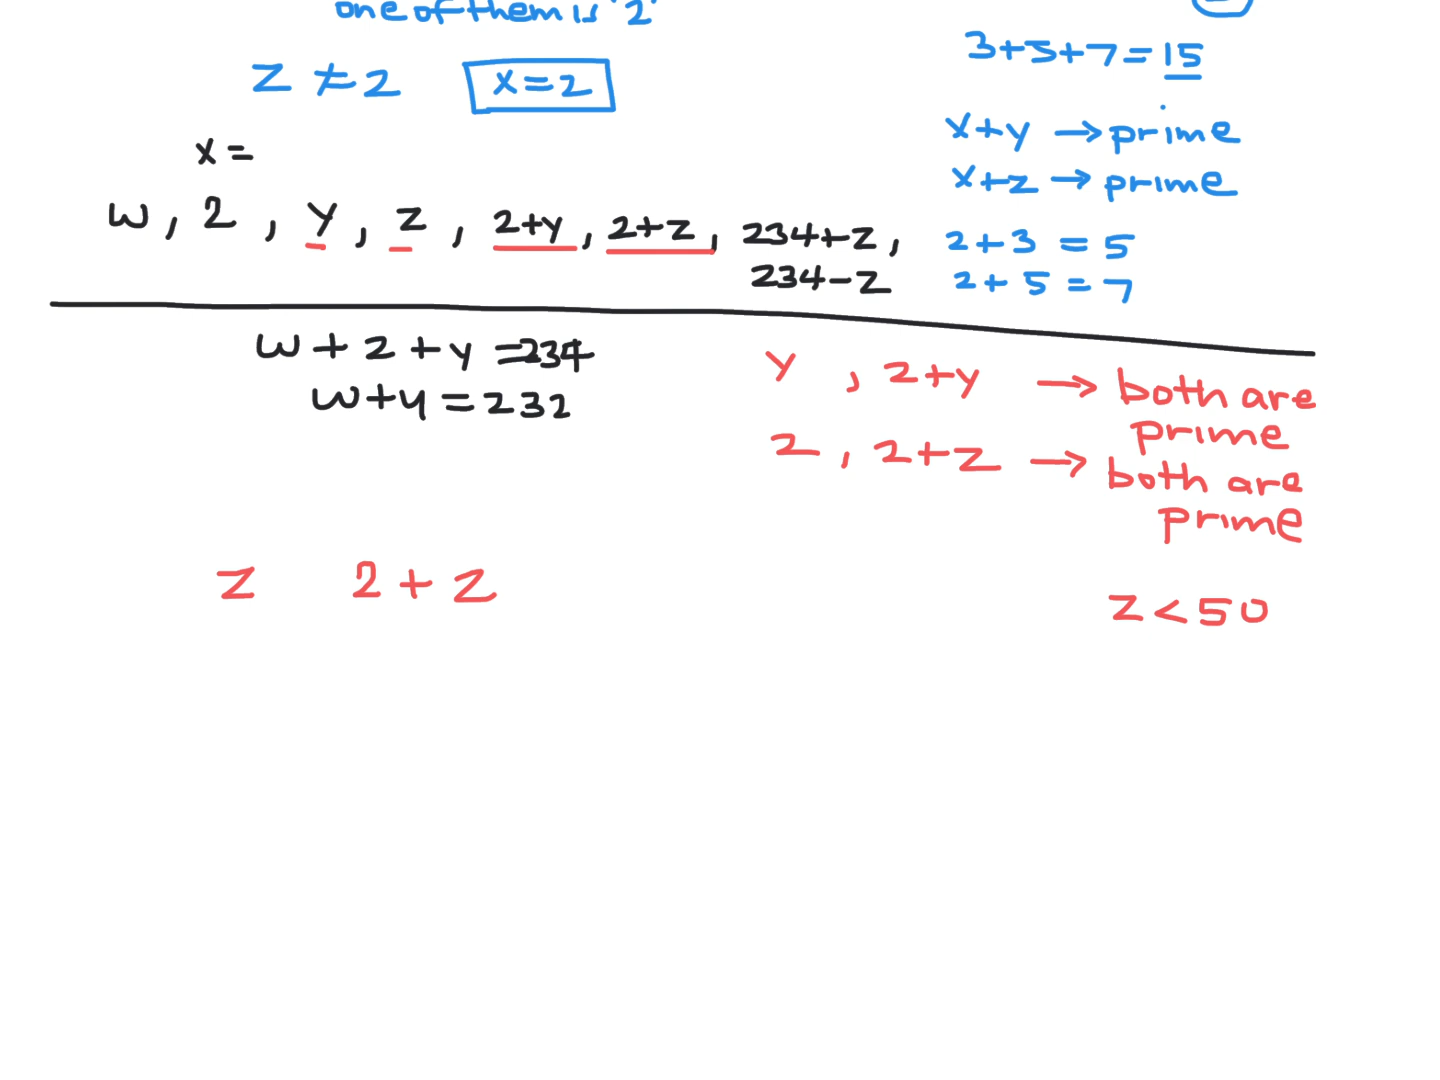 one of them is '2'
3+5+7=15
z ≠ 2
x=2
x+y → prime
x =
x+z → prime
w, 2, y, z, 2+y, 2+z, 234+z,
234-z
2+3 = 5
2+5 = 7
w+2+y =234
w+y=232
y , 2+y → both are
prime
z , 2+z → both are
prime
z 2+z
z<50